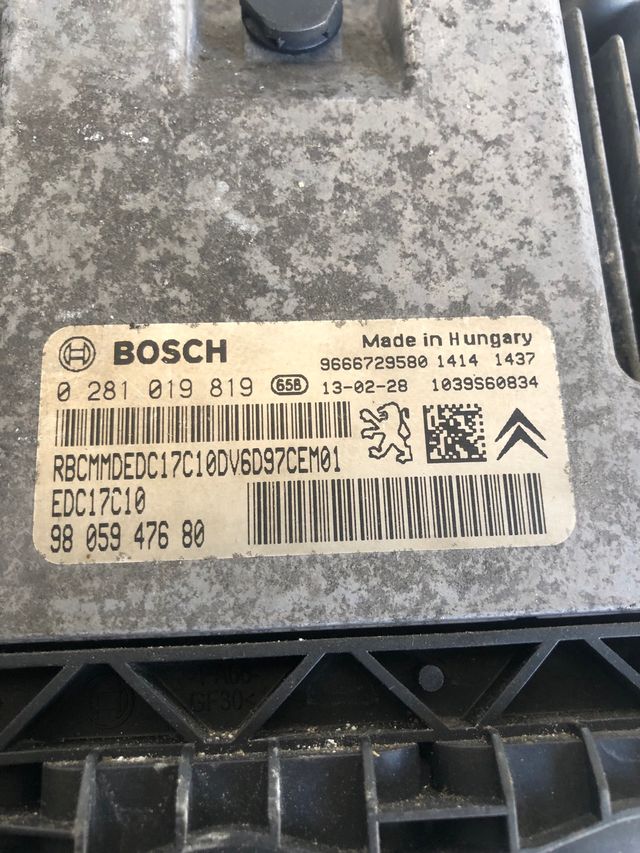 BOSCH
Made in Hungary
9666729580 1414 1437
0 281 019 819 658 13-02-28 1039S60834
RBCMMDEDC17C10DV6D97CEM01
EDC17C10
98 059 476 80
GF30<